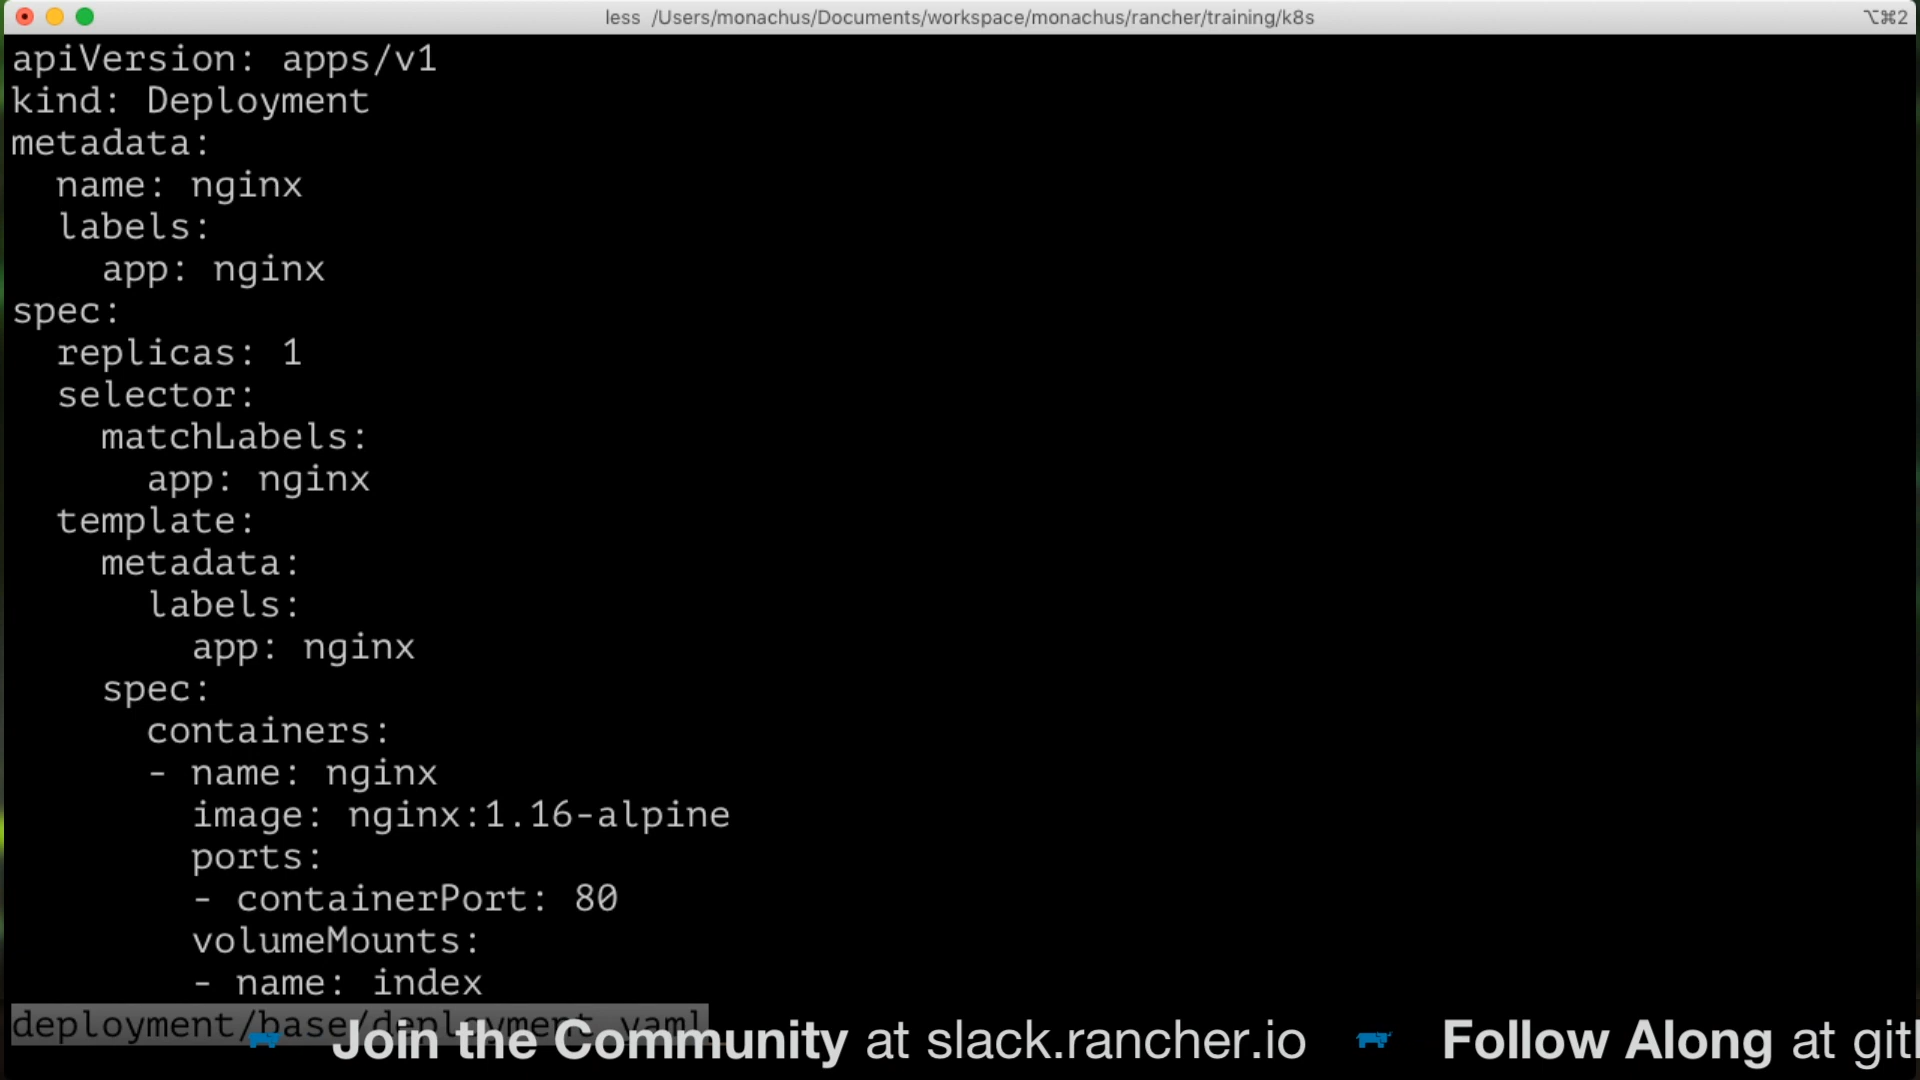 less /Users/monachus/Documents/workspace/monachus/rancher/training/k8s
⌥⌘2
apiVersion: apps/v1
kind: Deployment
metadata:
  name: nginx
  labels:
    app: nginx
spec:
  replicas: 1
  selector:
    matchLabels:
      app: nginx
  template:
    metadata:
      labels:
        app: nginx
    spec:
      containers:
      - name: nginx
        image: nginx:1.16-alpine
        ports:
        - containerPort: 80
        volumeMounts:
        - name: index
deployment/base/deployment.yaml
Join the Community at slack.rancher.io Follow Along at